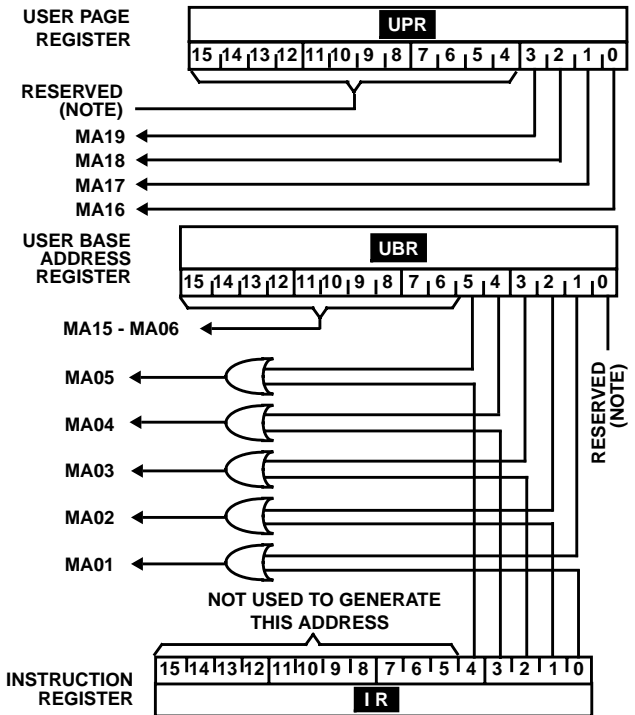 USER PAGE
REGISTER
UPR
15 14 13 12 11 10 9 8 7 6 5 4 3 2 1 0
RESERVED
(NOTE)
MA19
MA18
MA17
MA16
USER BASE
ADDRESS
REGISTER
UBR
15 14 13 12 11 10 9 8 7 6 5 4 3 2 1 0
MA15 - MA06
RESERVED
(NOTE)
MA05
MA04
MA03
MA02
MA01
NOT USED TO GENERATE
THIS ADDRESS
15 14 13 12 11 10 9 8 7 6 5 4 3 2 1 0
INSTRUCTION
REGISTER
I R